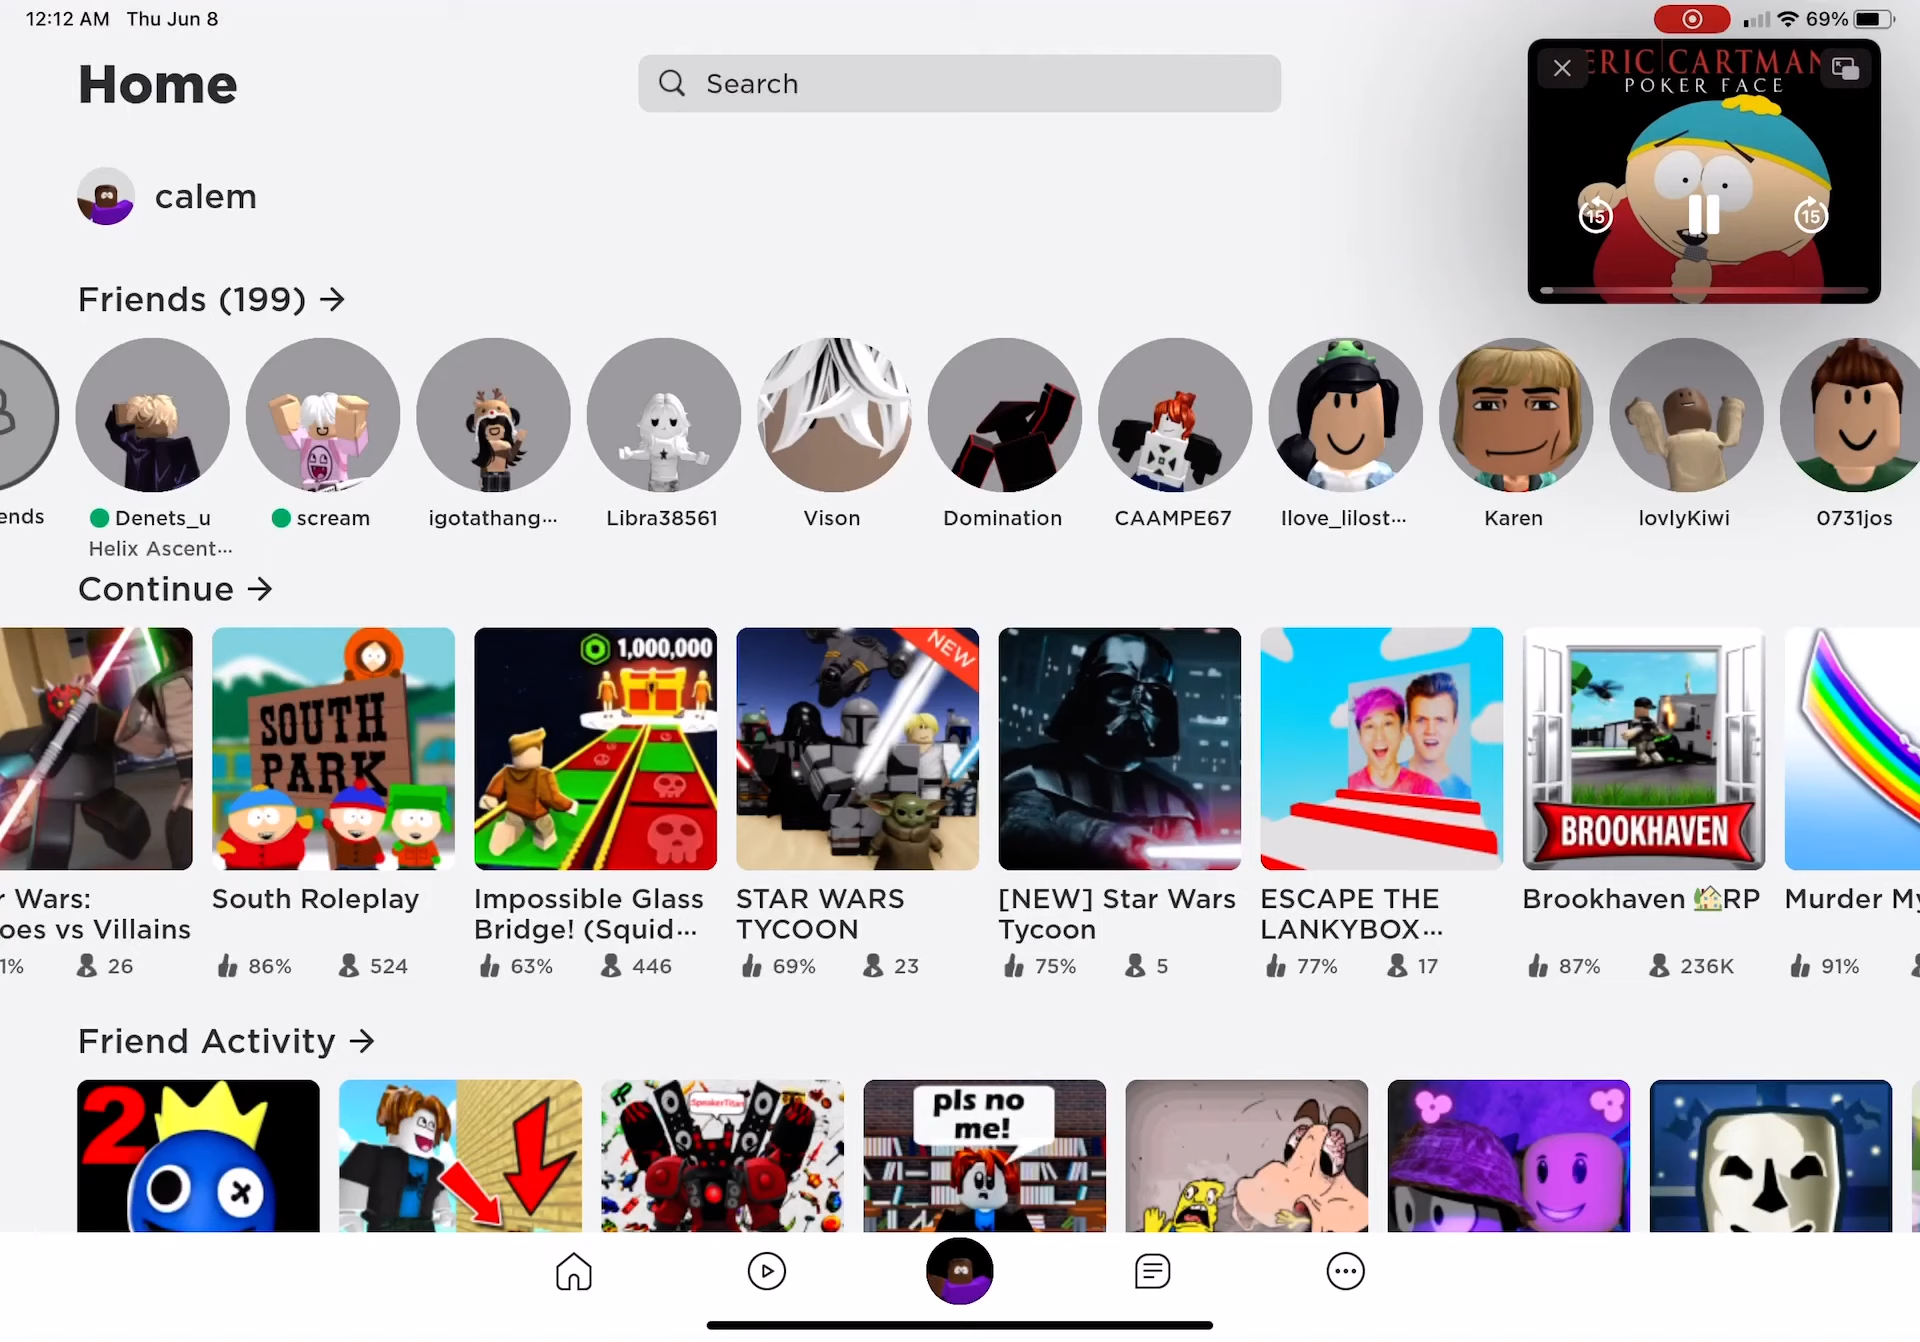 12:12 AM Thu Jun 8
69%
Home
Search
ERIC CARTMAN
POKER FACE
15
15
calem
Friends (199) →
ends
Denets_u
scream
igotathang...
Libra38561
Vison
Domination
CAAMPE67
Ilove_lilost...
Karen
lovlyKiwi
0731jos
Helix Ascent...
Continue →
SOUTH
PARK
1,000,000
NEW
BROOKHAVEN
r Wars:
oes vs Villains
1%
26
South Roleplay
86%
524
Impossible Glass
Bridge! (Squid...
63%
446
STAR WARS
TYCOON
69%
23
[NEW] Star Wars
Tycoon
75%
5
ESCAPE THE
LANKYBOX...
77%
17
Brookhaven 🏡RP
87%
236K
Murder My
91%
Friend Activity →
2
SpeakerTitan
pls no
me!